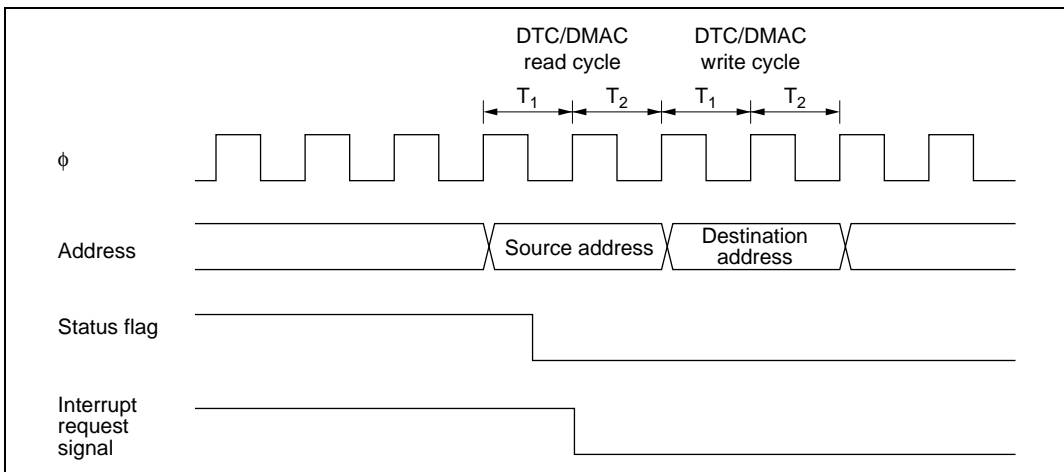 DTC/DMAC DTC/DMAC
read cycle write cycle
T1 T2 T1 T2
ϕ
Address
Source address
Destination
address
Status flag
Interrupt
request
signal